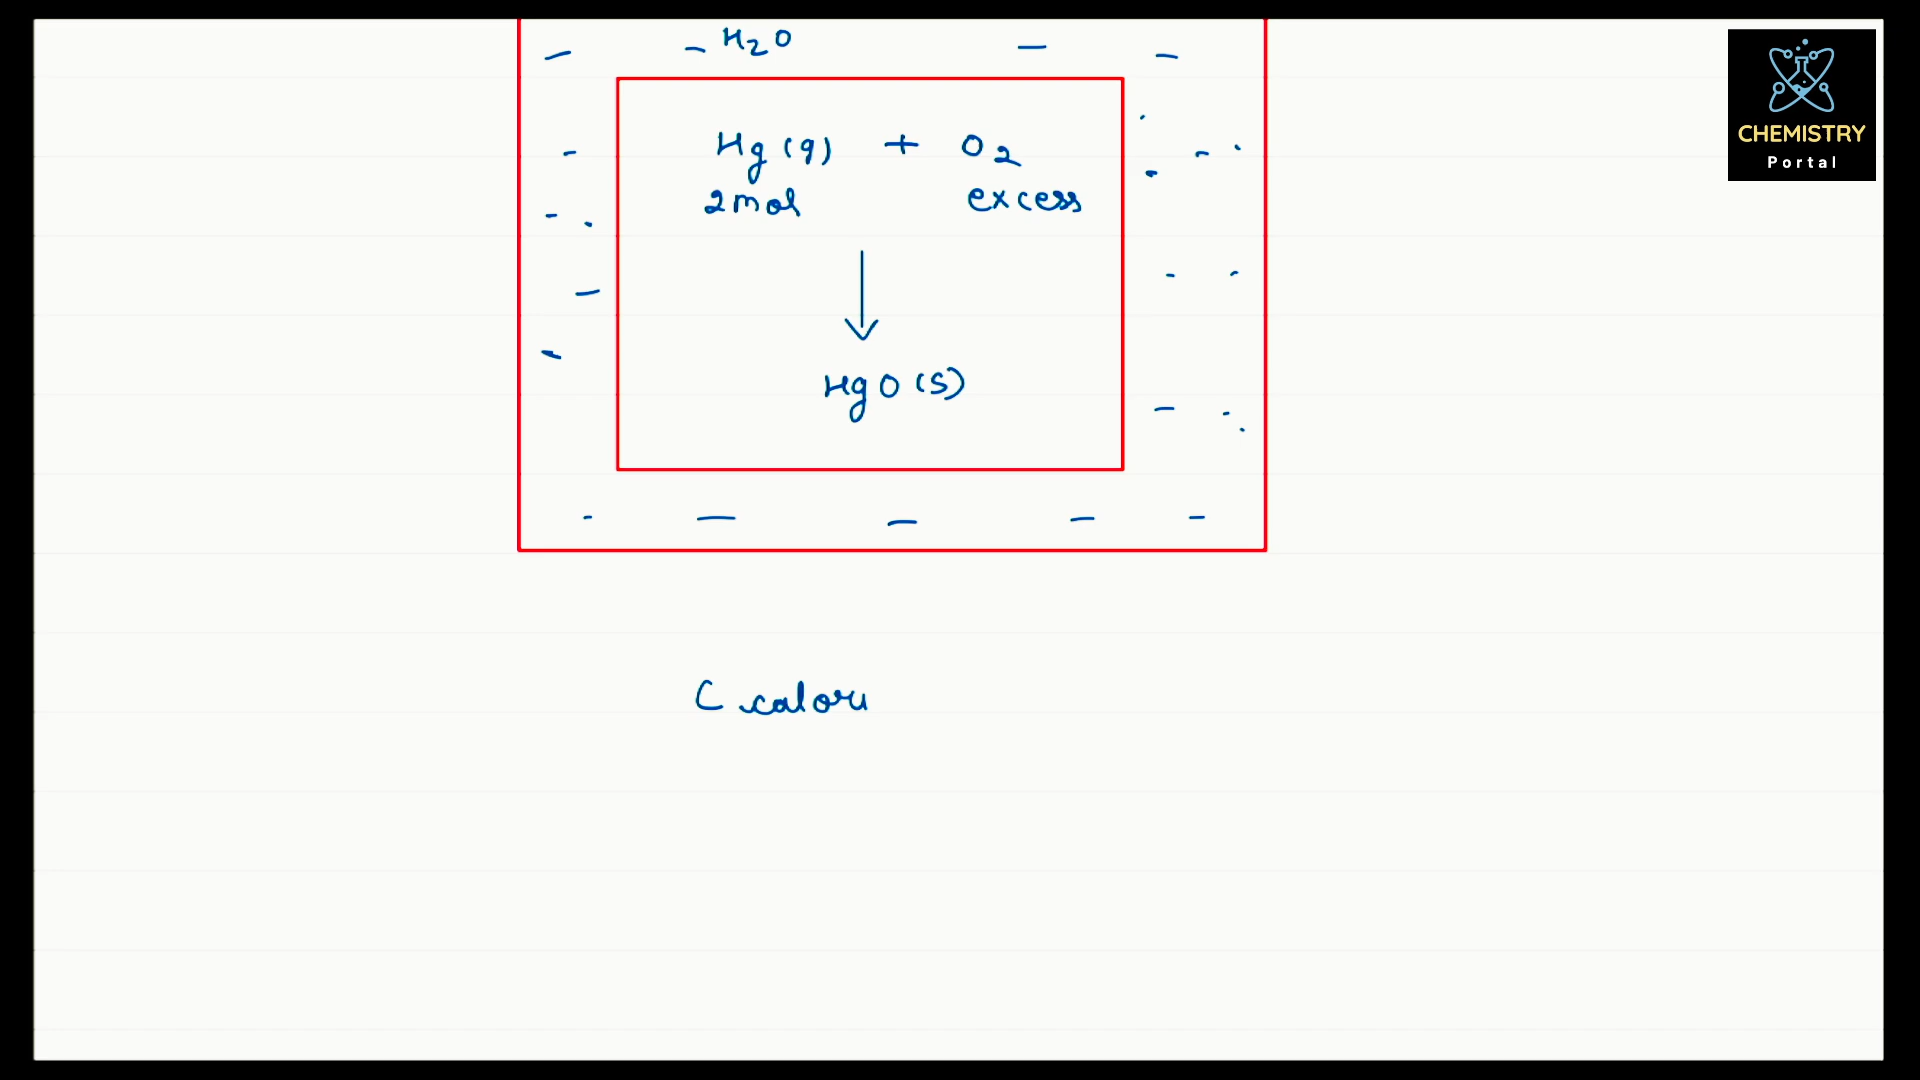 H2O
Hg (g) + O2
2mol excess
HgO (s)
C calori
CHEMISTRY
Portal